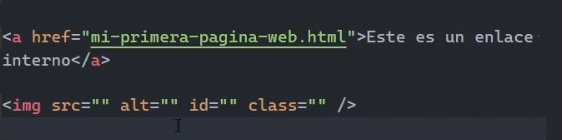 <a href="mi-primera-pagina-web.html">Este es un enlace
interno</a>
<img src="" alt="" id="" class="" />